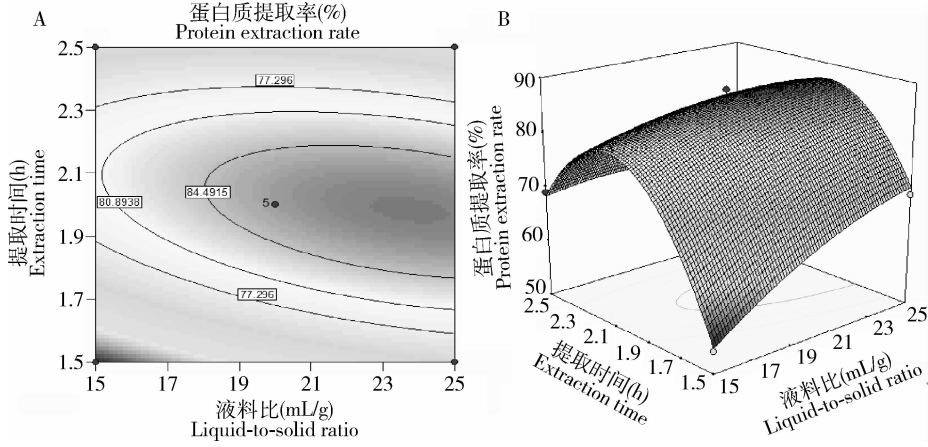 A
蛋白质提取率(%)
Protein extraction rate
2.5
2.3
2.1
1.9
1.7
1.5
提取时间(h)
Extraction time
77.296
80.8938
84.4915
5
77.296
15 17 19 21 23 25
液料比(mL/g)
Liquid-to-solid ratio
B
90
80
70
60
50
蛋白质提取率(%)
Protein extraction rate
2.5
2.3
2.1
1.9
1.7
1.5
提取时间(h)
Extraction time
15
17
19
21
23
25
液料比(mL/g)
Liquid-to-solid ratio